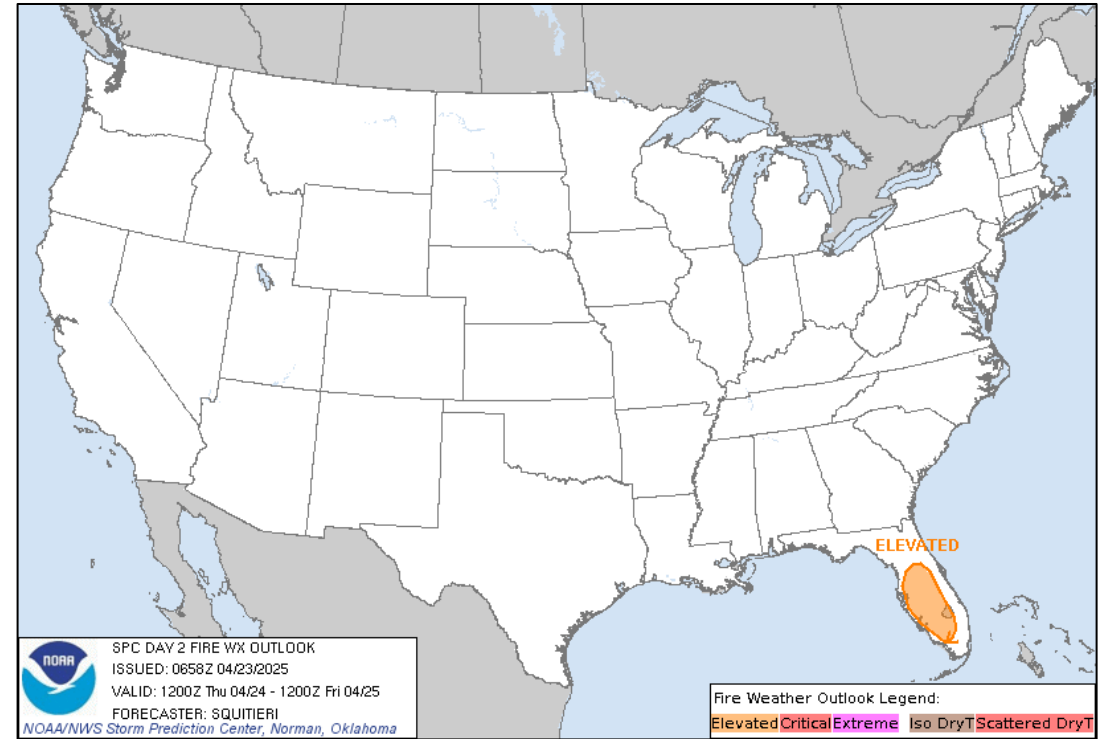 ELEVATED
NOAA
SPC DAY 2 FIRE WX OUTLOOK
ISSUED: 0658Z 04/23/2025
VALID: 1200Z Thu 04/24 - 1200Z Fri 04/25
FORECASTER: SQUITIERI
NOAA/NWS Storm Prediction Center, Norman, Oklahoma
Fire Weather Outlook Legend:
Elevated Critical Extreme Iso DryT Scattered DryT